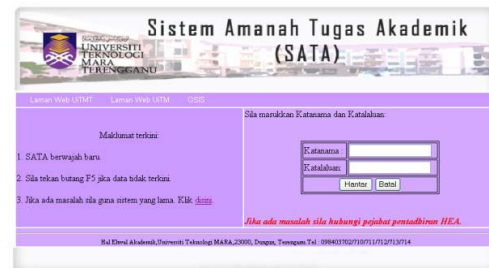 Sistem Amanah Tugas Akademik
(SATA)
UNIVERSITI
TEKNOLOGI
MARA
TERENGGANU
Laman Web UiTMT Laman Web UiTM OSIS
Sila masukkan Katanama dan Katalaluan:
Maklumat terkini:
Katanama :
1. SATA berwajah baru.
Katalaluan:
2. Sila tekan butang F5 jika data tidak terkini.
Hantar Batal
3. Jika ada masalah sila guna sistem yang lama. Klik disini.
Jika ada masalah sila hubungi pejabat pentadbiran HEA.
Hal Ehwal Akademik,Universiti Teknologi MARA,23000, Dungun, Terengganu.Tel : 098403702/710/711/712/713/714